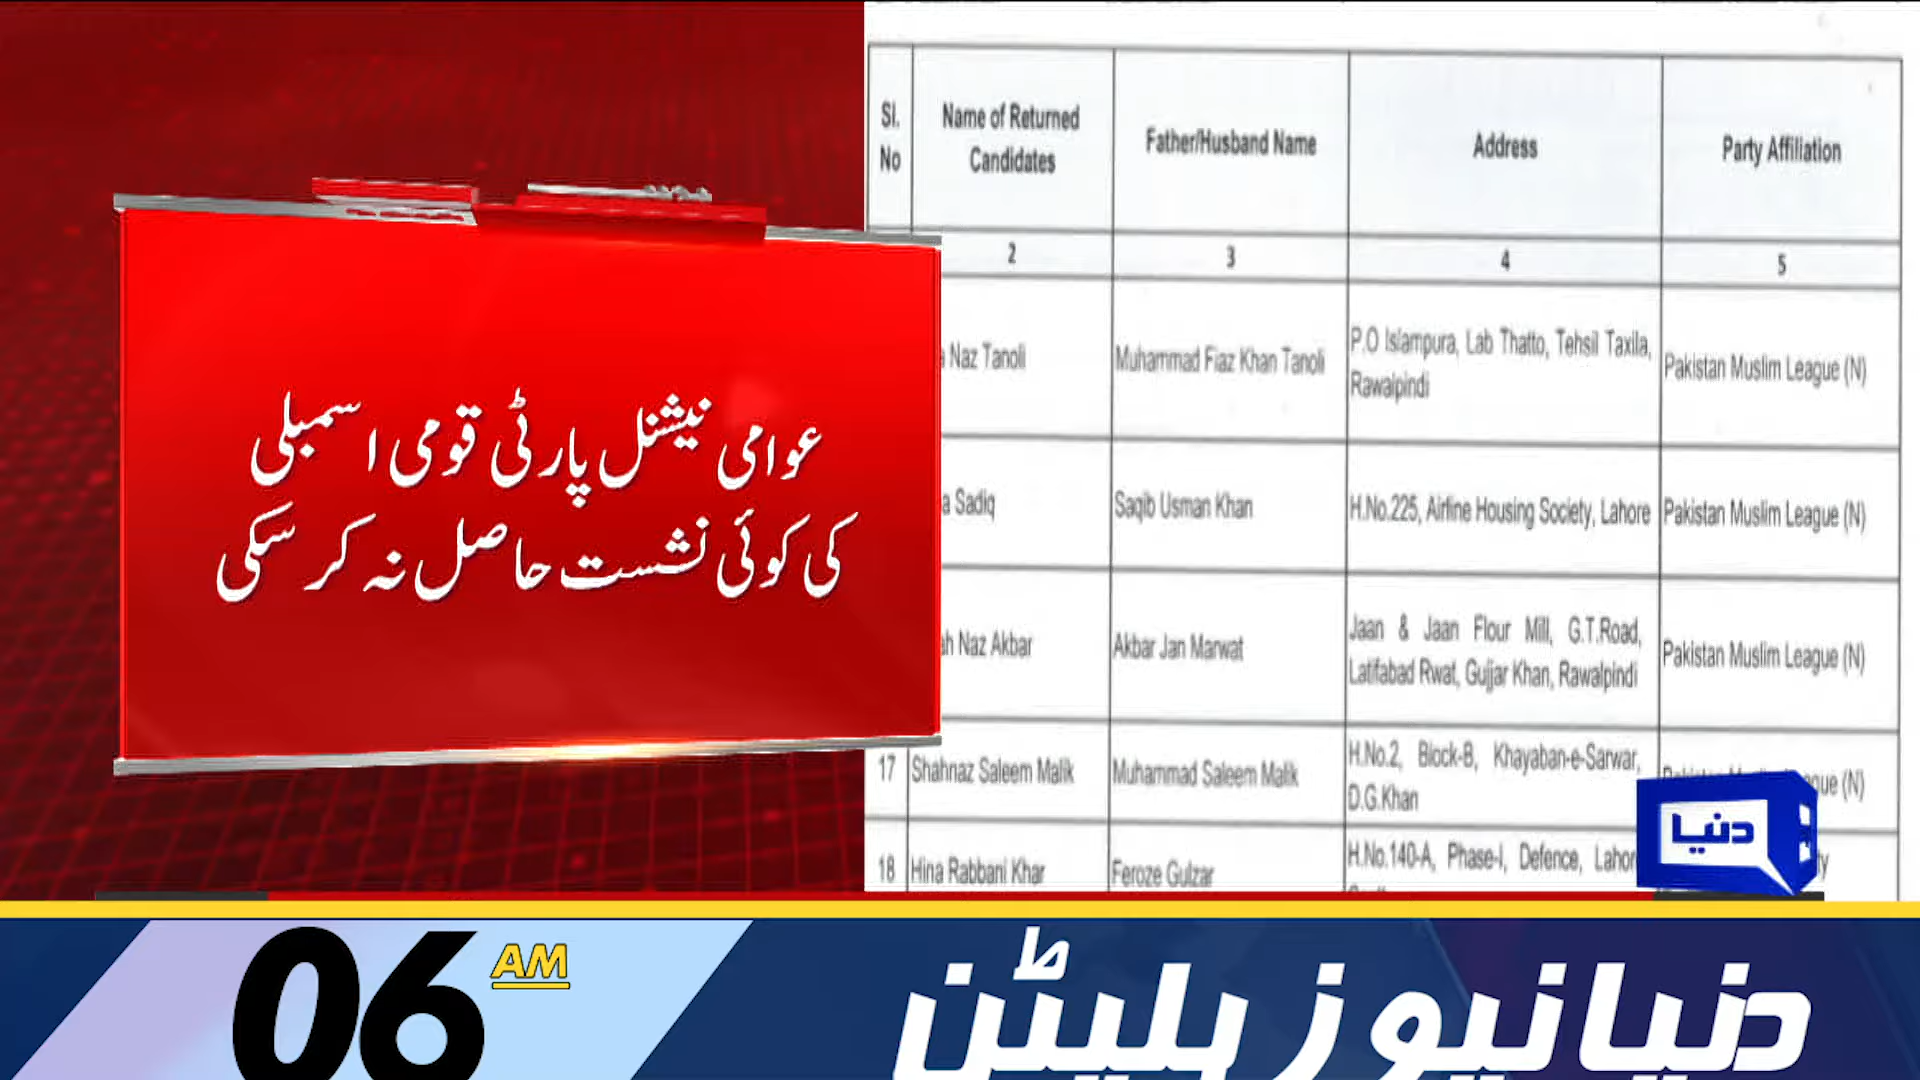 عوامی نیشنل پارٹی قومی اسمبلی
کی کوئی نشست حاصل نہ کر سکی
Sl. No | Name of Returned Candidates | Father/Husband Name | Address | Party Affiliation
2 | 3 | 4 | 5
Naz Tanoli | Muhammad Fiaz Khan Tanoli | P.O Islampura, Lab Thatto, Tehsil Taxila, Rawalpindi | Pakistan Muslim League (N)
Sadiq | Saqib Usman Khan | H.No.225, Airline Housing Society, Lahore | Pakistan Muslim League (N)
Naz Akbar | Akbar Jan Marwat | Jaan & Jaan Flour Mill, G.T.Road, Latifabad Rwat, Gujjar Khan, Rawalpindi | Pakistan Muslim League (N)
17 | Shahnaz Saleem Malik | Muhammad Saleem Malik | H.No.2, Block-B, Khayaban-e-Sarwar, D.G.Khan | (N)
18 | Hina Rabbani Khar | Feroze Gulzar | H.No.140-A, Phase-I, Defence,
دنیا
06 AM
دنیا نیوز بلیٹن